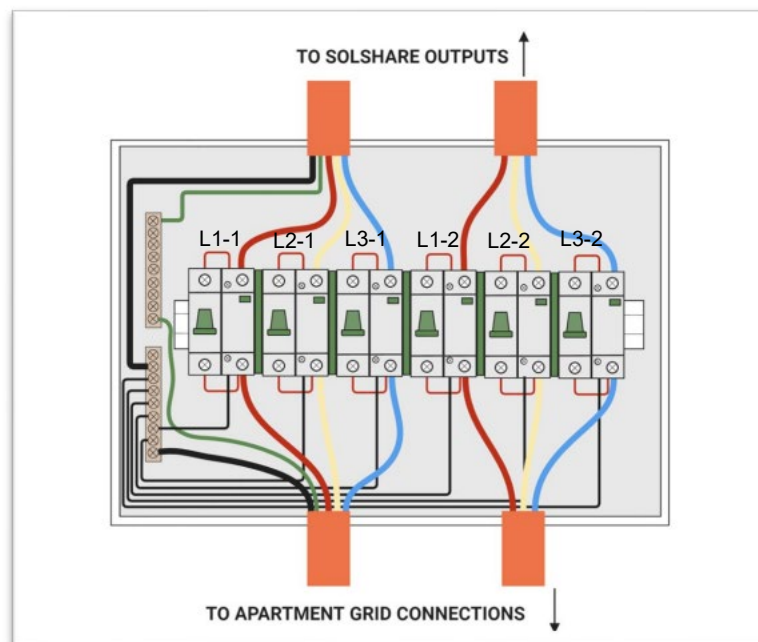 TO SOLSHARE OUTPUTS
L1-1 L2-1 L3-1 L1-2 L2-2 L3-2
TO APARTMENT GRID CONNECTIONS